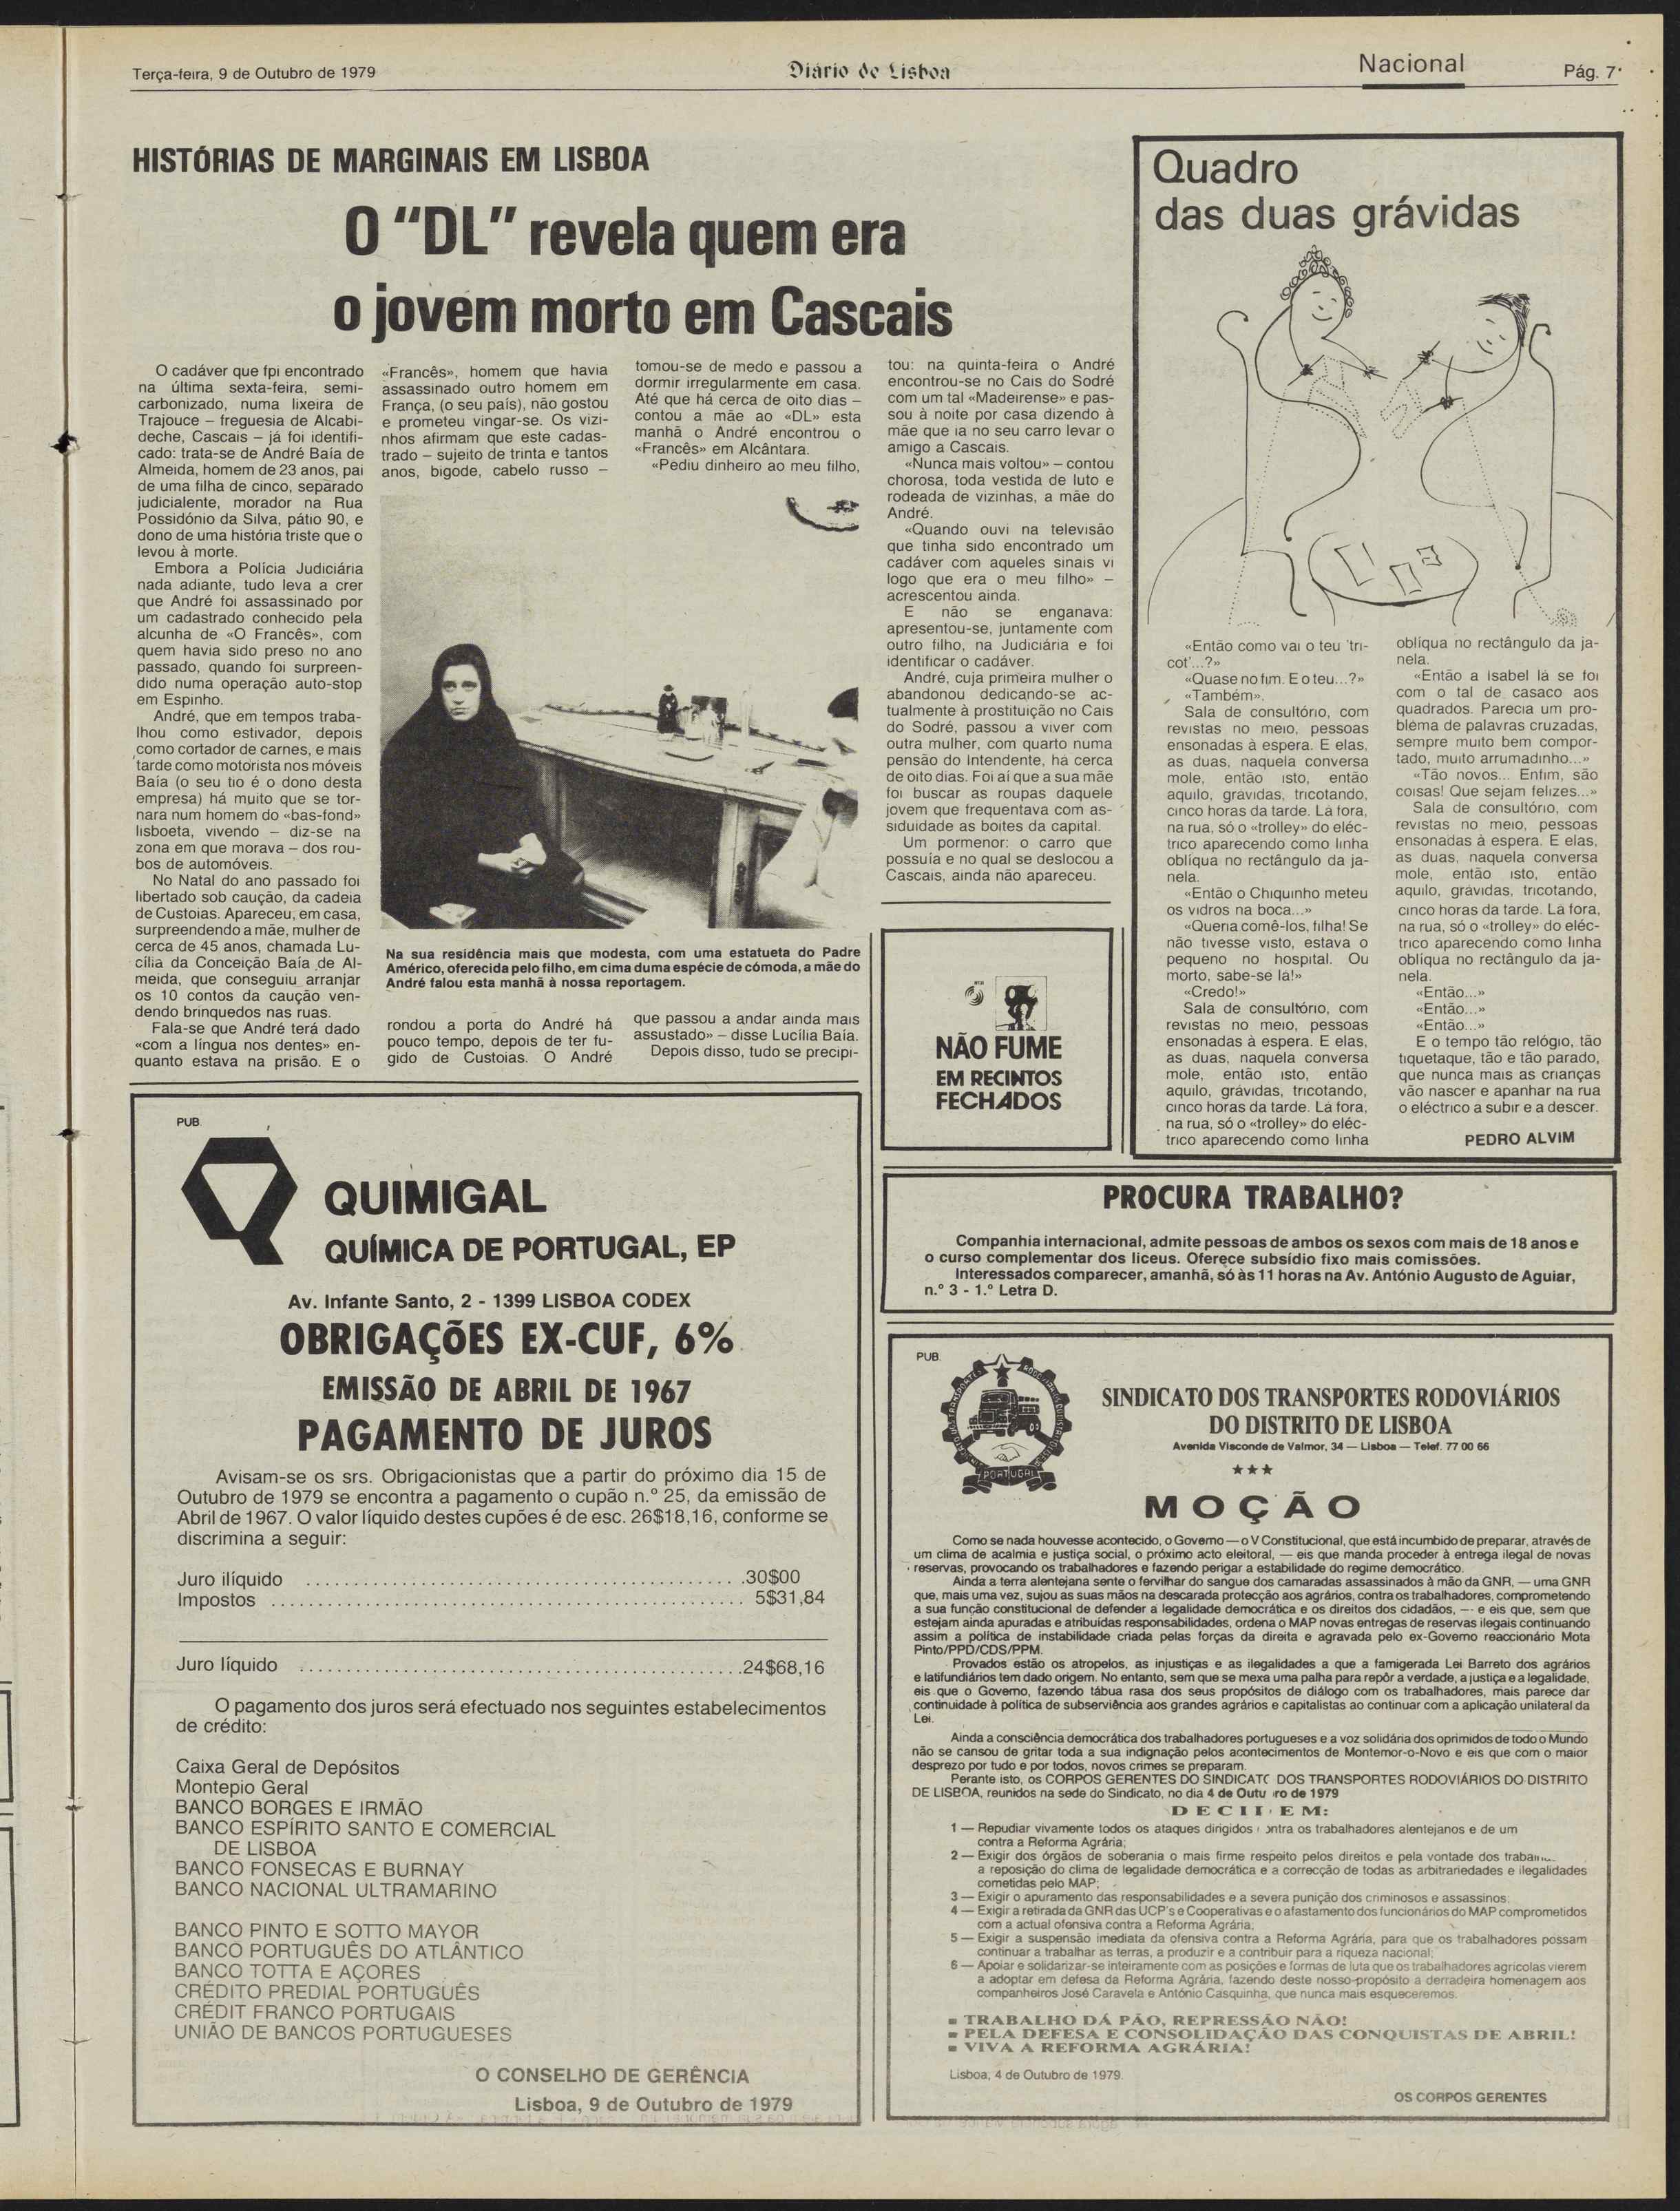 Terça-feira, 9 de Outubro de 1979
Diário de Lisboa
Nacional
Pág. 7
HISTÓRIAS DE MARGINAIS EM LISBOA
O “DL” revela quem era
o jovem morto em Cascais
O cadáver que fpi encontrado
na última sexta-feira, semi-
carbonizado, numa lixeira de
Trajouce – freguesia de Alcabi-
deche, Cascais – já foi identifi-
cado: trata-se de André Baía de
Almeida, homem de 23 anos, pai
de uma filha de cinco, separado
judicialente, morador na Rua
Possidónio da Silva, pátio 90, e
dono de uma história triste que o
levou à morte.
Embora a Polícia Judiciária
nada adiante, tudo leva a crer
que André foi assassinado por
um cadastrado conhecido pela
alcunha de «O Francês», com
quem havia sido preso no ano
passado, quando foi surpreen-
dido numa operação auto-stop
em Espinho.
André, que em tempos traba-
lhou como estivador, depois
como cortador de carnes, e mais
tarde como motorista nos móveis
Baía (o seu tio é o dono desta
empresa) há muito que se tor-
nara num homem do «bas-fond»
lisboeta, vivendo – diz-se na
zona em que morava – dos rou-
bos de automóveis.
No Natal do ano passado foi
libertado sob caução, da cadeia
de Custoias. Apareceu, em casa,
surpreendendo a mãe, mulher de
cerca de 45 anos, chamada Lu-
cília da Conceição Baía de Al-
meida, que conseguiu arranjar
os 10 contos da caução ven-
dendo brinquedos nas ruas.
Fala-se que André terá dado
«com a língua nos dentes» en-
quanto estava na prisão. E o
«Francês», homem que havia
assassinado outro homem em
França, (o seu país), não gostou
e prometeu vingar-se. Os vizi-
nhos afirmam que este cadas-
trado – sujeito de trinta e tantos
anos, bigode, cabelo russo –
Na sua residência mais que modesta, com uma estatueta do Padre
Américo, oferecida pelo filho, em cima duma espécie de cómoda, a mãe do
André falou esta manhã à nossa reportagem.
rondou a porta do André há
pouco tempo, depois de ter fu-
gido de Custoias. O André
tomou-se de medo e passou a
dormir irregularmente em casa.
Até que há cerca de oito dias –
contou a mãe ao «DL» esta
manhã o André encontrou o
«Francês» em Alcântara.
«Pediu dinheiro ao meu filho,
que passou a andar ainda mais
assustado» – disse Lucília Baía.
Depois disso, tudo se precipi-
tou: na quinta-feira o André
encontrou-se no Cais do Sodré
com um tal «Madeirense» e pas-
sou à noite por casa dizendo à
mãe que ia no seu carro levar o
amigo a Cascais.
«Nunca mais voltou» – contou
chorosa, toda vestida de luto e
rodeada de vizinhas, a mãe do
André.
«Quando ouvi na televisão
que tinha sido encontrado um
cadáver com aqueles sinais vi
logo que era o meu filho» –
acrescentou ainda.
E não se enganava:
apresentou-se, juntamente com
outro filho, na Judiciária e foi
identificar o cadáver.
André, cuja primeira mulher o
abandonou dedicando-se ac-
tualmente à prostituição no Cais
do Sodré, passou a viver com
outra mulher, com quarto numa
pensão do Intendente, há cerca
de oito dias. Foi aí que a sua mãe
foi buscar as roupas daquele
jovem que frequentava com as-
siduidade as boites da capital.
Um pormenor: o carro que
possuía e no qual se deslocou a
Cascais, ainda não apareceu.
NÃO FUME
EM RECINTOS
FECHADOS
Quadro
das duas grávidas
«Então como vai o teu 'tri-
cot'...?»
«Quase no fim. E o teu...?»
«Também».
Sala de consultório, com
revistas no meio, pessoas
ensonadas à espera. E elas,
as duas, naquela conversa
mole, então isto, então
aquilo, grávidas, tricotando,
cinco horas da tarde. Lá fora,
na rua, só o «trolley» do eléc-
trico aparecendo como linha
oblíqua no rectângulo da ja-
nela.
«Então o Chiquinho meteu
os vidros na boca...»
«Queria comê-los, filha! Se
não tivesse visto, estava o
pequeno no hospital. Ou
morto, sabe-se lá!»
«Credo!»
Sala de consultório, com
revistas no meio, pessoas
ensonadas à espera. E elas,
as duas, naquela conversa
mole, então isto, então
aquilo, grávidas, tricotando,
cinco horas da tarde. Lá fora,
na rua, só o «trolley» do eléc-
trico aparecendo como linha
oblíqua no rectângulo da ja-
nela.
«Então a Isabel lá se foi
com o tal de casaco aos
quadrados. Parecia um pro-
blema de palavras cruzadas,
sempre muito bem compor-
tado, muito arrumadinho...»
«Tão novos... Enfim, são
coisas! Que sejam felizes...»
Sala de consultório, com
revistas no meio, pessoas
ensonadas à espera. E elas,
as duas, naquela conversa
mole, então isto, então
aquilo, grávidas, tricotando,
cinco horas da tarde. Lá fora,
na rua, só o «trolley» do eléc-
trico aparecendo como linha
oblíqua no rectângulo da ja-
nela.
«Então...»
«Então...»
«Então...»
E o tempo tão relógio, tão
tiquetaque, tão e tão parado,
que nunca mais as crianças
vão nascer e apanhar na rua
o eléctrico a subir e a descer.
PEDRO ALVIM
PUB.
QUIMIGAL
QUÍMICA DE PORTUGAL, EP
Av. Infante Santo, 2 - 1399 LISBOA CODEX
OBRIGAÇÕES EX-CUF, 6%
EMISSÃO DE ABRIL DE 1967
PAGAMENTO DE JUROS
Avisam-se os srs. Obrigacionistas que a partir do próximo dia 15 de
Outubro de 1979 se encontra a pagamento o cupão n.º 25, da emissão de
Abril de 1967. O valor líquido destes cupões é de esc. 26$18,16, conforme se
discrimina a seguir:
Juro ilíquido ........ 30$00
Impostos ........ 5$31,84
Juro líquido ........ 24$68,16
O pagamento dos juros será efectuado nos seguintes estabelecimentos
de crédito:
Caixa Geral de Depósitos
Montepio Geral
BANCO BORGES E IRMÃO
BANCO ESPÍRITO SANTO E COMERCIAL
DE LISBOA
BANCO FONSECAS E BURNAY
BANCO NACIONAL ULTRAMARINO
BANCO PINTO E SOTTO MAYOR
BANCO PORTUGUÊS DO ATLÂNTICO
BANCO TOTTA E AÇORES
CRÉDITO PREDIAL PORTUGUÊS
CRÉDIT FRANCO PORTUGAIS
UNIÃO DE BANCOS PORTUGUESES
O CONSELHO DE GERÊNCIA
Lisboa, 9 de Outubro de 1979
PROCURA TRABALHO?
Companhia internacional, admite pessoas de ambos os sexos com mais de 18 anos e
o curso complementar dos liceus. Oferece subsídio fixo mais comissões.
Interessados comparecer, amanhã, só às 11 horas na Av. António Augusto de Aguiar,
n.º 3 - 1.º Letra D.
PUB.
PORTUGAL
SINDICATO DOS TRANSPORTES RODOVIÁRIOS
DO DISTRITO DE LISBOA
Avenida Visconde de Valmor, 34 — Lisboa — Telef. 77 00 66
★★★
MOÇÃO
Como se nada houvesse acontecido, o Governo — o V Constitucional, que está incumbido de preparar, através de
um clima de acalmia e justiça social, o próximo acto eleitoral, — eis que manda proceder à entrega ilegal de novas
reservas, provocando os trabalhadores e fazendo perigar a estabilidade do regime democrático.
Ainda a terra alentejana sente o fervilhar do sangue dos camaradas assassinados à mão da GNR, — uma GNR
que, mais uma vez, sujou as suas mãos na descarada protecção aos agrários, contra os trabalhadores, comprometendo
a sua função constitucional de defender a legalidade democrática e os direitos dos cidadãos, — e eis que, sem que
estejam ainda apuradas e atribuídas responsabilidades, ordena o MAP novas entregas de reservas ilegais continuando
assim a política de instabilidade criada pelas forças da direita e agravada pelo ex-Governo reaccionário Mota
Pinto/PPD/CDS/PPM.
Provados estão os atropelos, as injustiças e as ilegalidades a que a famigerada Lei Barreto dos agrários
e latifundiários tem dado origem. No entanto, sem que se mexa uma palha para repôr a verdade, a justiça e a legalidade,
eis que o Governo, fazendo tábua rasa dos seus propósitos de diálogo com os trabalhadores, mais parece dar
continuidade à política de subserviência aos grandes agrários e capitalistas ao continuar com a aplicação unilateral da
Lei.
Ainda a consciência democrática dos trabalhadores portugueses e a voz solidária dos oprimidos de todo o Mundo
não se cansou de gritar toda a sua indignação pelos acontecimentos de Montemor-o-Novo e eis que com o maior
desprezo por tudo e por todos, novos crimes se preparam.
Perante isto, os CORPOS GERENTES DO SINDICATO DOS TRANSPORTES RODOVIÁRIOS DO DISTRITO
DE LISBOA, reunidos na sede do Sindicato, no dia 4 de Outu ro de 1979
DECI EM:
1 — Repudiar vivamente todos os ataques dirigidos ontra os trabalhadores alentejanos e de um
contra a Reforma Agrária;
2 — Exigir dos órgãos de soberania o mais firme respeito pelos direitos e pela vontade dos
a reposição do clima de legalidade democrática e a correcção de todas as arbitrariedades e ilegalidades
cometidas pelo MAP;
3 — Exigir o apuramento das responsabilidades e a severa punição dos criminosos e assassinos;
4 — Exigir a retirada da GNR das UCP's e Cooperativas e o afastamento dos funcionários do MAP comprometidos
com a actual ofensiva contra a Reforma Agrária;
5 — Exigir a suspensão imediata da ofensiva contra a Reforma Agrária, para que os trabalhadores possam
continuar a trabalhar as terras, a produzir e a contribuir para a riqueza nacional;
6 — Apoiar e solidarizar-se inteiramente com as posições e formas de luta que os trabalhadores agrícolas vierem
a adoptar em defesa da Reforma Agrária, fazendo deste nosso propósito a derradeira homenagem aos
companheiros José Caravela e António Casquinha, que nunca mais esqueceremos.
■ TRABALHO DÁ PÃO, REPRESSÃO NÃO!
■ PELA DEFESA E CONSOLIDAÇÃO DAS CONQUISTAS DE ABRIL!
■ VIVA A REFORMA AGRÁRIA!
Lisboa, 4 de Outubro de 1979.
OS CORPOS GERENTES